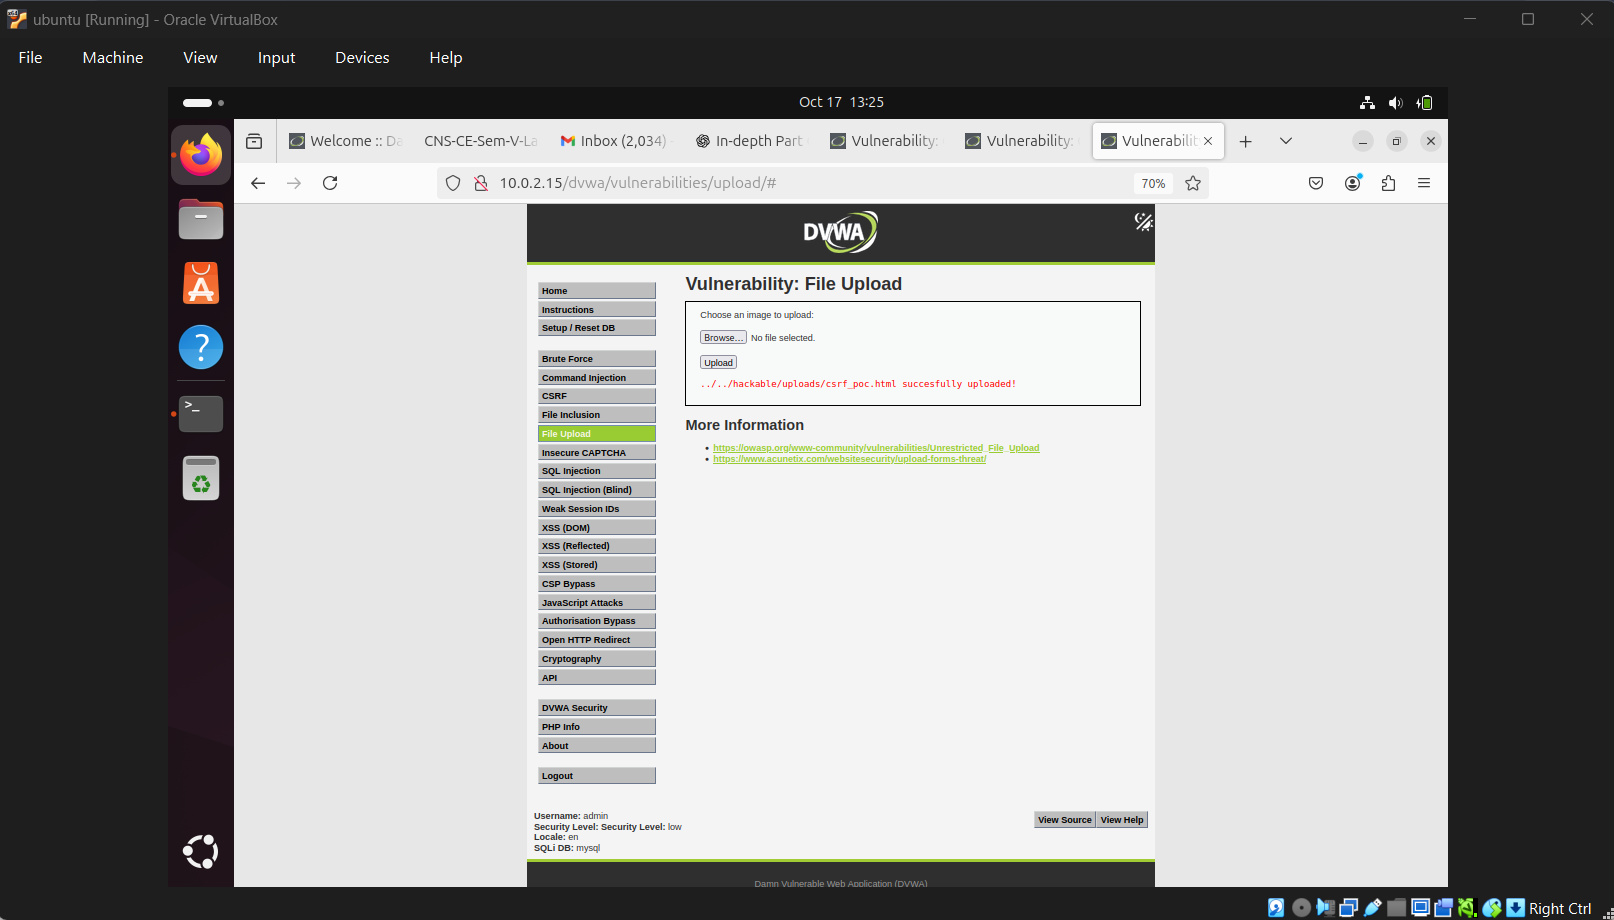 ubuntu [Running] - Oracle VirtualBox
File Machine View Input Devices Help
Oct 17 13:25
Welcome :: Da
CNS-CE-Sem-V-La
Inbox (2,034) -
In-depth Part
Vulnerability:
Vulnerability:
Vulnerabilit
10.0.2.15/dvwa/vulnerabilities/upload/#
70%
DVWA
Home
Instructions
Setup / Reset DB
Brute Force
Command Injection
CSRF
File Inclusion
File Upload
Insecure CAPTCHA
SQL Injection
SQL Injection (Blind)
Weak Session IDs
XSS (DOM)
XSS (Reflected)
XSS (Stored)
CSP Bypass
JavaScript Attacks
Authorisation Bypass
Open HTTP Redirect
Cryptography
API
DVWA Security
PHP Info
About
Logout
Vulnerability: File Upload
Choose an image to upload:
Browse... No file selected.
Upload
../../hackable/uploads/csrf_poc.html succesfully uploaded!
More Information
https://owasp.org/www-community/vulnerabilities/Unrestricted_File_Upload
https://www.acunetix.com/websitesecurity/upload-forms-threat/
Username: admin
Security Level: Security Level: low
Locale: en
SQLi DB: mysql
View Source View Help
Damn Vulnerable Web Application (DVWA)
Right Ctrl